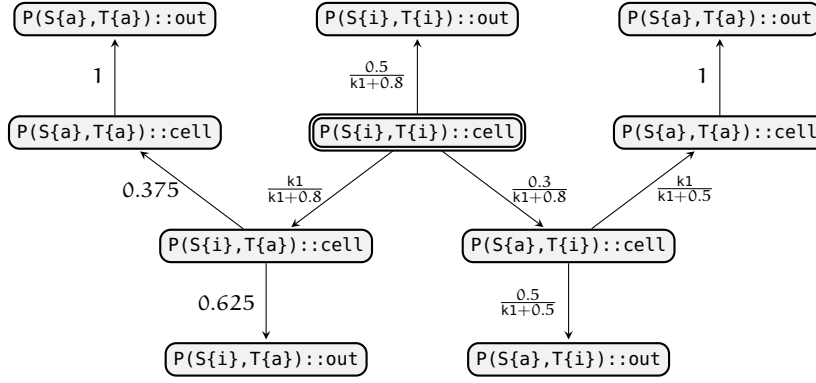 P(S{a},T{a})::out
P(S{i},T{i})::out
P(S{a},T{a})::out
1
0.5
k1+0.8
1
P(S{a},T{a})::cell
P(S{i},T{i})::cell
P(S{a},T{a})::cell
0.375
k1
k1+0.8
0.3
k1+0.8
k1
k1+0.5
P(S{i},T{a})::cell
P(S{a},T{i})::cell
0.625
0.5
k1+0.5
P(S{i},T{a})::out
P(S{a},T{i})::out